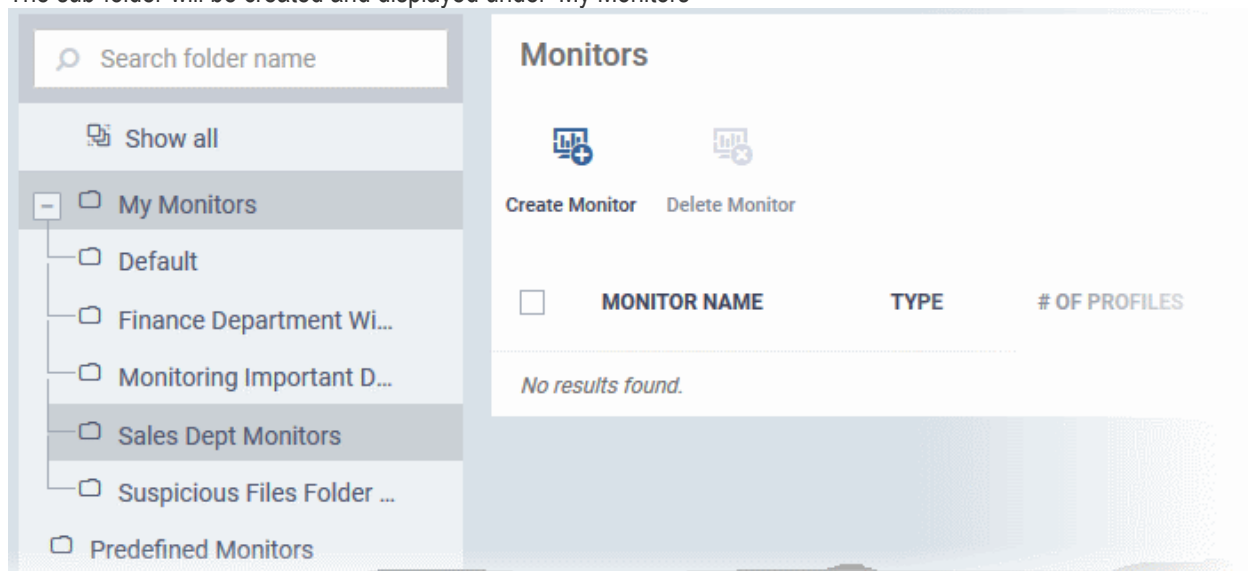 The sub-folder will be created and displayed under 'My Monitors'
Search folder name
Show all
My Monitors
Default
Finance Department Wi...
Monitoring Important D...
Sales Dept Monitors
Suspicious Files Folder ...
Predefined Monitors
Monitors
Create Monitor Delete Monitor
MONITOR NAME TYPE # OF PROFILES
No results found.